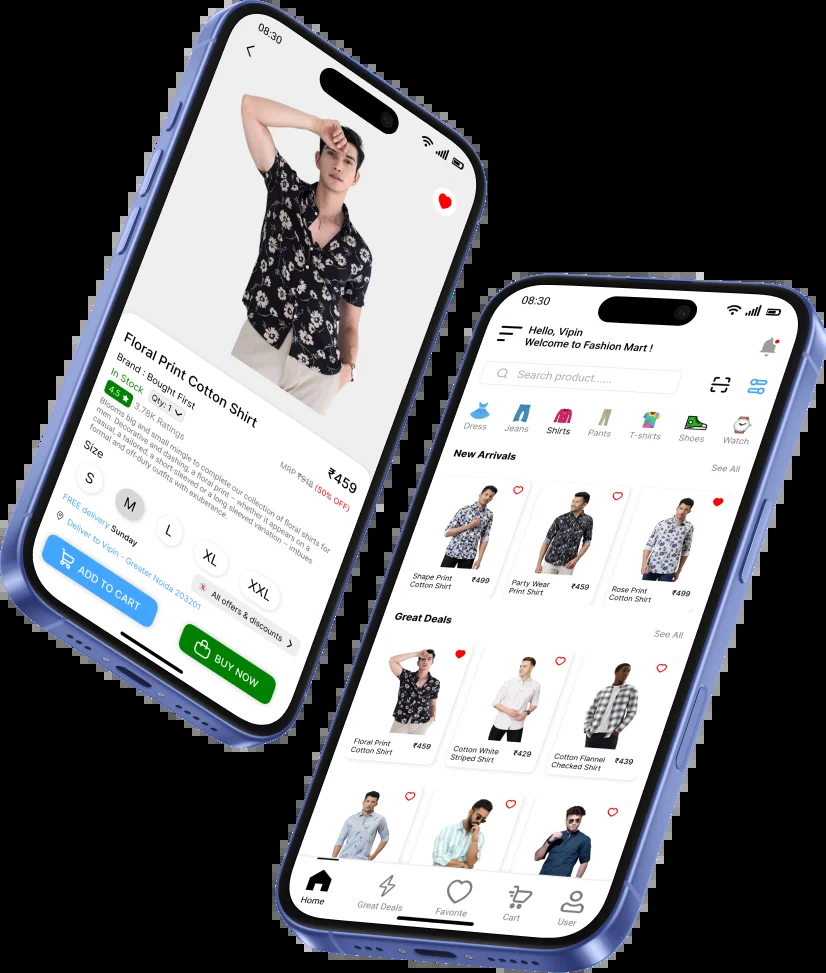 08:30
Floral Print Cotton Shirt
Brand : Bought First
In Stock
Qty: 1
4.5 ★ 3.78K Ratings
MRP ₹918 (50% OFF)
₹459
Blooms big and small mingle to complete our collection of floral shirts for
men. Decorative and dashing, a floral print – whether it appears on a
casual, a tailored, a short-sleeved or a long sleeved variation – imbues
formal and off-duty outfits with exuberance...
Size
S
M
L
XL
XXL
FREE delivery Sunday
Deliver to Vipin - Greater Noida 203201
All offers & discounts
ADD TO CART
BUY NOW
08:30
Hello, Vipin
Welcome to Fashion Mart !
Search product......
Dress
Jeans
Shirts
Pants
T-shirts
Shoes
Watch
New Arrivals
See All
Shape Print
Cotton Shirt
₹499
Party Wear
Print Shirt
₹459
Rose Print
Cotton Shirt
₹499
Great Deals
See All
Floral Print
Cotton Shirt
₹459
Cotton White
Striped Shirt
₹429
Cotton Flannel
Checked Shirt
₹439
Home
Great Deals
Favorite
Cart
User